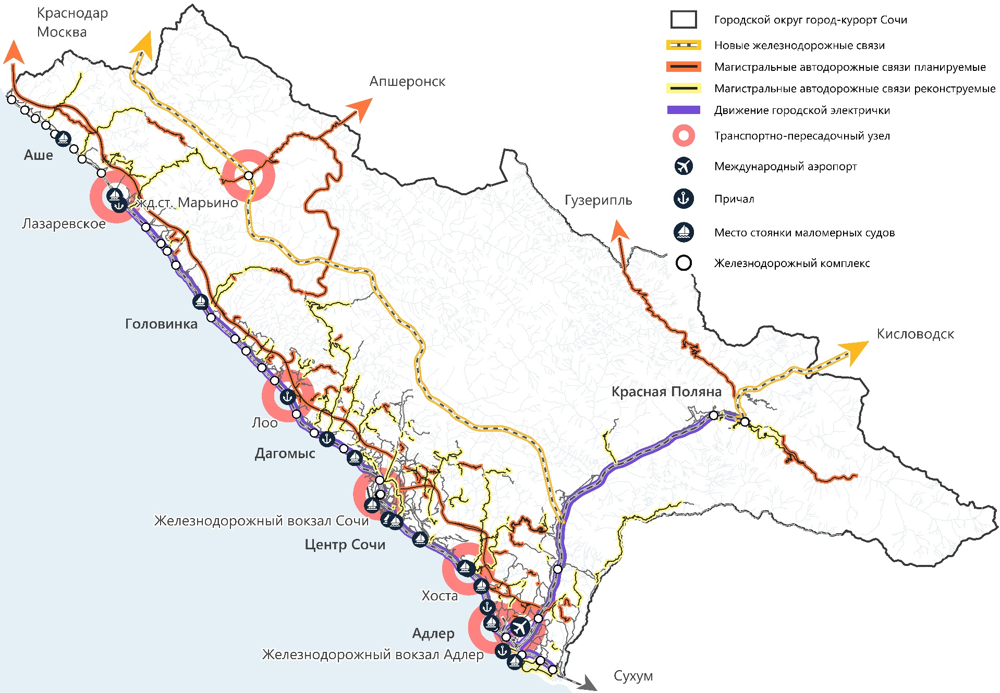 Краснодар
Москва
Апшеронск
Аше
жд.ст. Марьино
Лазаревское
Гузерипль
Головинка
Кисловодск
Красная Поляна
Лоо
Дагомыс
Железнодорожный вокзал Сочи
Центр Сочи
Хоста
Адлер
Железнодорожный вокзал Адлер
Сухум
Городской округ город-курорт Сочи
Новые железнодорожные связи
Магистральные автодорожные связи планируемые
Магистральные автодорожные связи реконструемые
Движение городской электрички
Транспортно-пересадочный узел
Международный аэропорт
Причал
Место стоянки маломерных судов
Железнодорожный комплекс